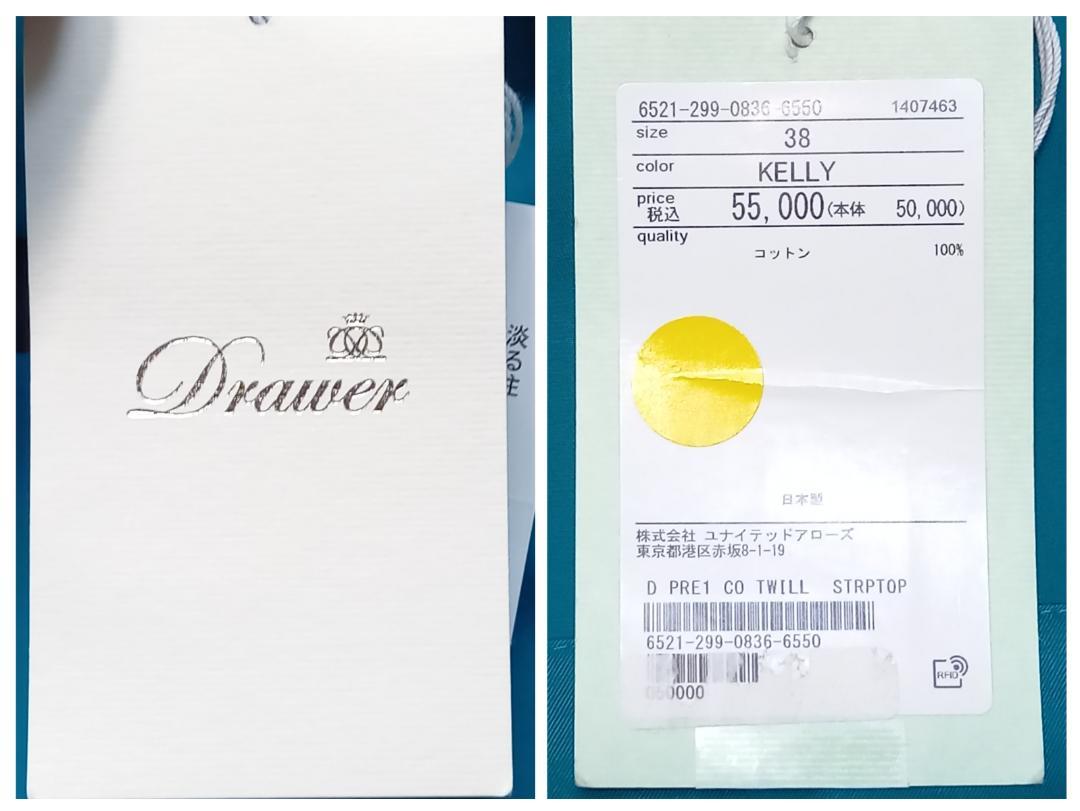 Drawer
淡
る
生
6521-299-0836-6550 1407463
size 38
color KELLY
price 税込 55,000(本体 50,000)
quality
コットン 100%
日本製
株式会社 ユナイテッドアローズ
東京都港区赤坂8-1-19
D PRE1 CO TWILL STRPTOP
6521-299-0836-6550
050000
RFID